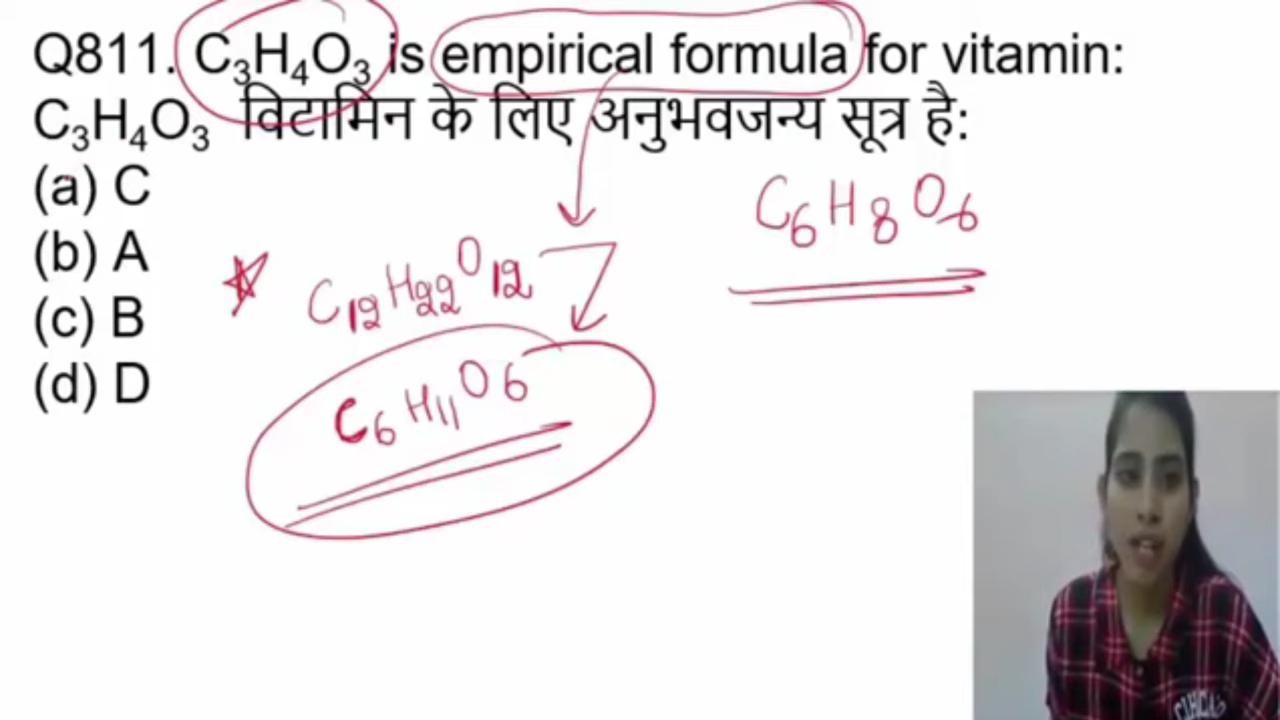 Q811. C₃H₄O₃ is empirical formula for vitamin:
C₃H₄O₃ विटामिन के लिए अनुभवजन्य सूत्र है:
(a) C
(b) A
(c) B
(d) D
C₆H₈O₆
C₁₂H₂₂O₁₂
C₆H₁₁O₆